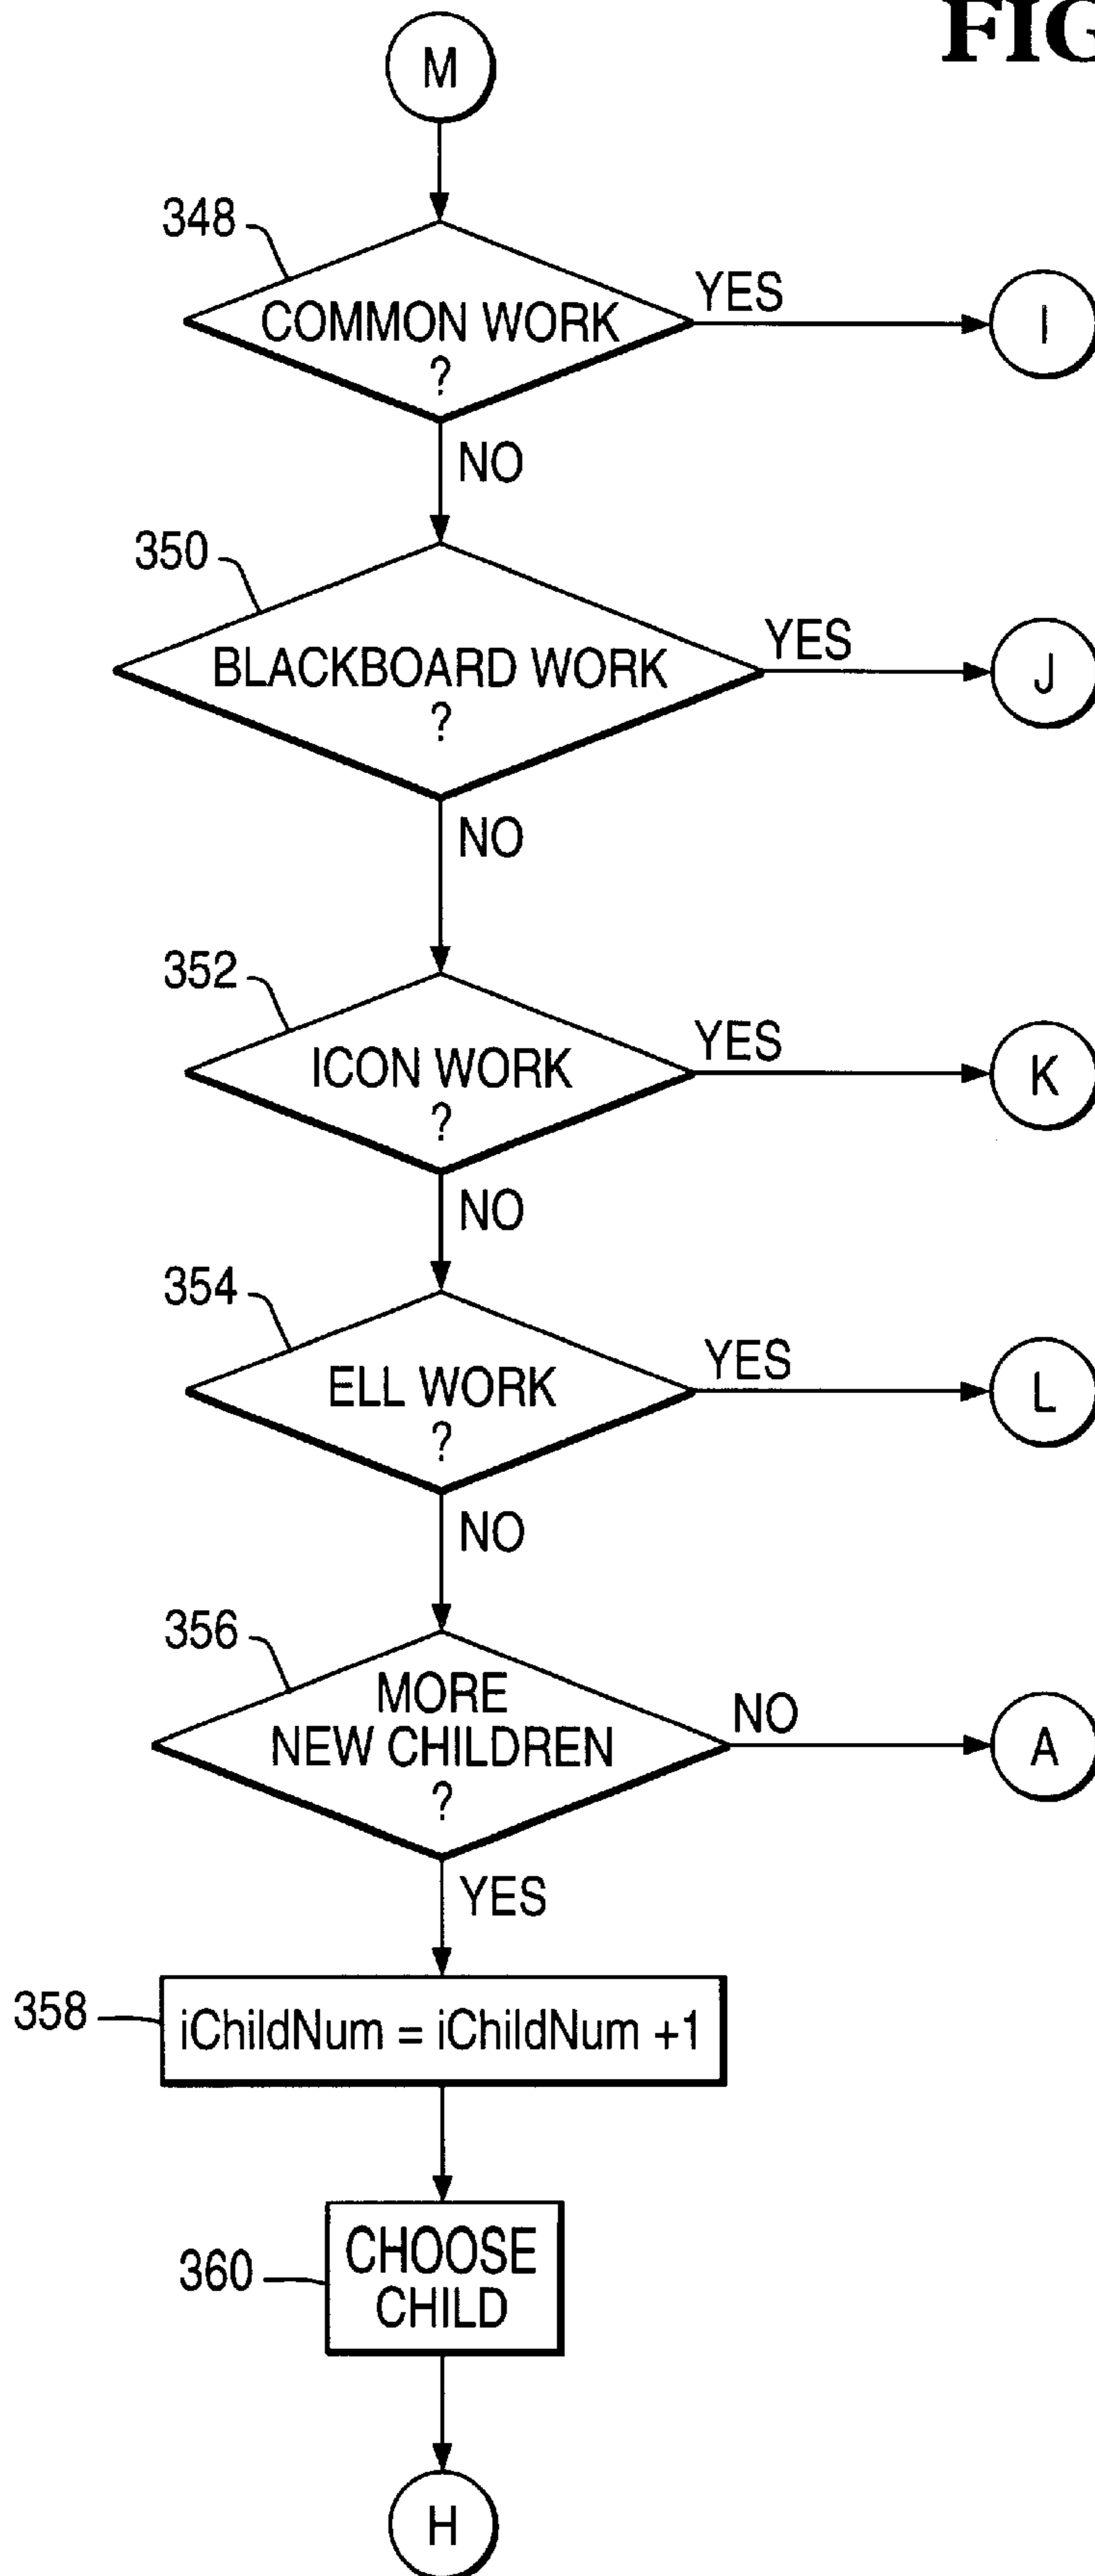 FIG
M
348
COMMON WORK
?
YES
I
NO
350
BLACKBOARD WORK
?
YES
J
NO
352
ICON WORK
?
YES
K
NO
354
ELL WORK
?
YES
L
NO
356
MORE
NEW CHILDREN
?
NO
A
YES
358
iChildNum = iChildNum +1
360
CHOOSE
CHILD
H